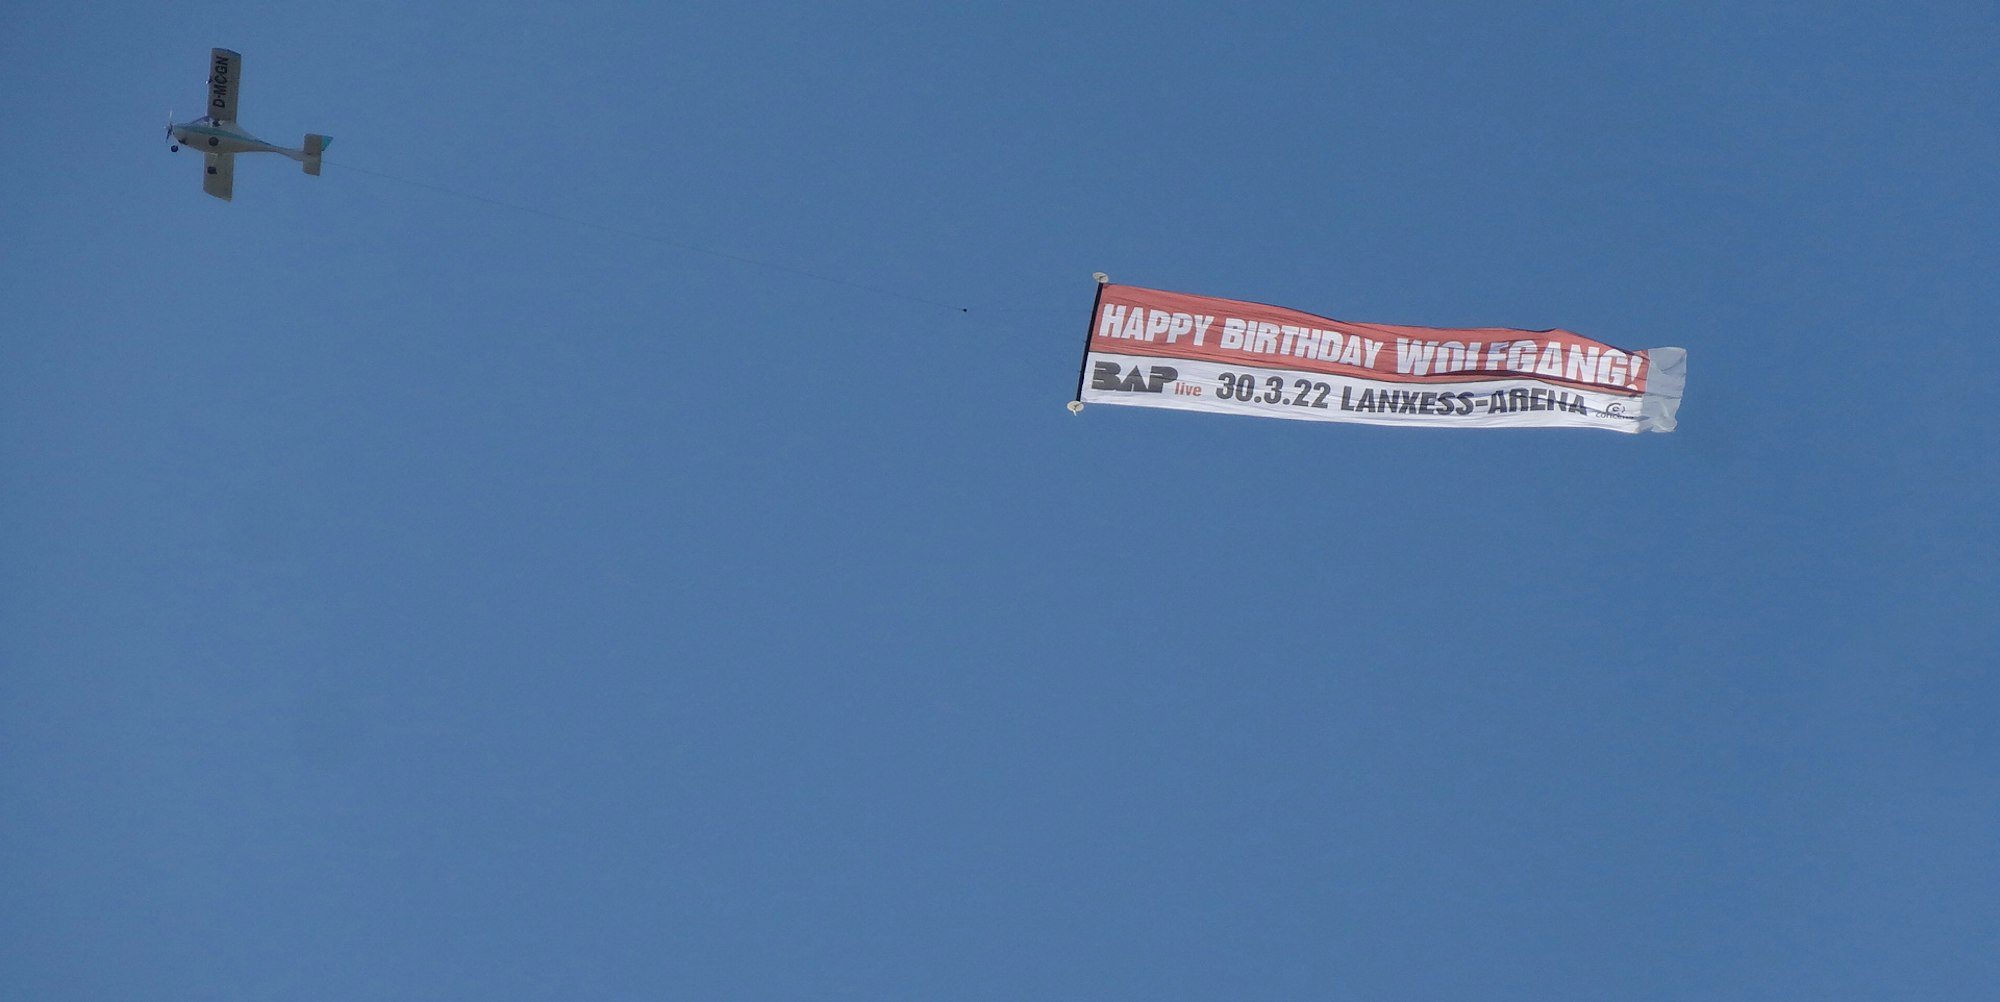 D-MCGN
HAPPY BIRTHDAY WOLFGANG!
BAP live 30.3.22 LANXESS-ARENA